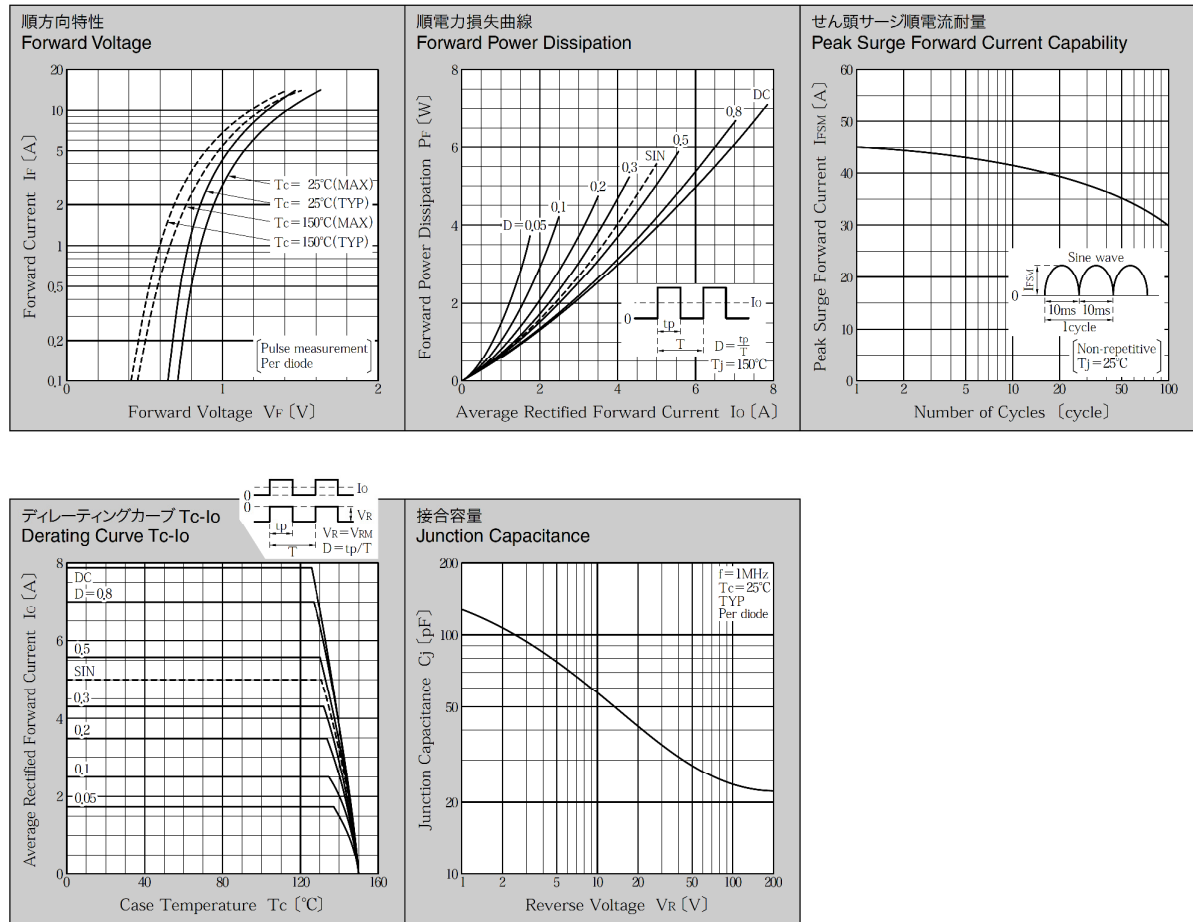 順方向特性
Forward Voltage
20
10
5
2
1
0.5
0.2
0.1
Forward Current IF [A]
Tc= 25℃(MAX)
Tc= 25℃(TYP)
Tc=150℃(MAX)
Tc=150℃(TYP)
Pulse measurement
Per diode
0
1
2
Forward Voltage VF [V]
順電力損失曲線
Forward Power Dissipation
8
6
4
2
0
Forward Power Dissipation PF [W]
DC
0.8
0.5
SIN
0.3
0.2
0.1
D=0.05
0
Io
tp
T
D=tp/T
Tj=150℃
0
2
4
6
8
Average Rectified Forward Current Io [A]
せん頭サージ順電流耐量
Peak Surge Forward Current Capability
60
50
40
30
20
10
0
Peak Surge Forward Current IFSM [A]
Sine wave
IFSM
0
10ms
10ms
1cycle
Non-repetitive
Tj=25℃
1
2
5
10
20
50
100
Number of Cycles [cycle]
ディレーティングカーブ Tc-Io
Derating Curve Tc-Io
0
Io
0
VR
tp
T
VR=VRM
D=tp/T
8
6
4
2
0
Average Rectified Forward Current Io [A]
DC
D=0.8
0.5
SIN
0.3
0.2
0.1
0.05
0
40
80
120
160
Case Temperature Tc [℃]
接合容量
Junction Capacitance
200
100
50
20
10
Junction Capacitance Cj [pF]
f=1MHz
Tc=25℃
TYP
Per diode
1
2
5
10
20
50
100
200
Reverse Voltage VR [V]